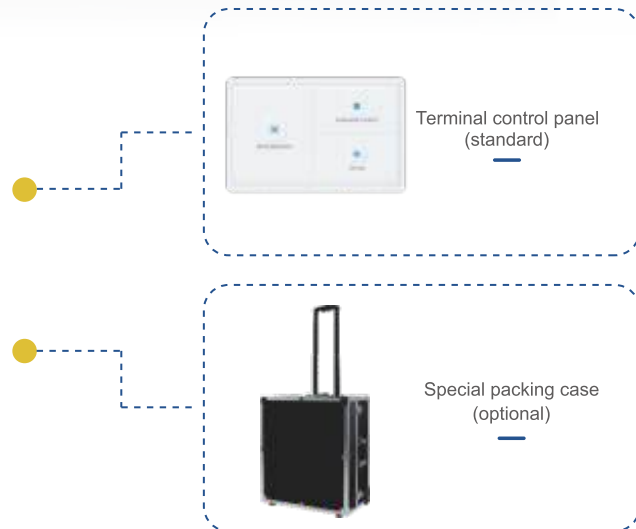 Terminal control panel
(standard)
Special packing case
(optional)